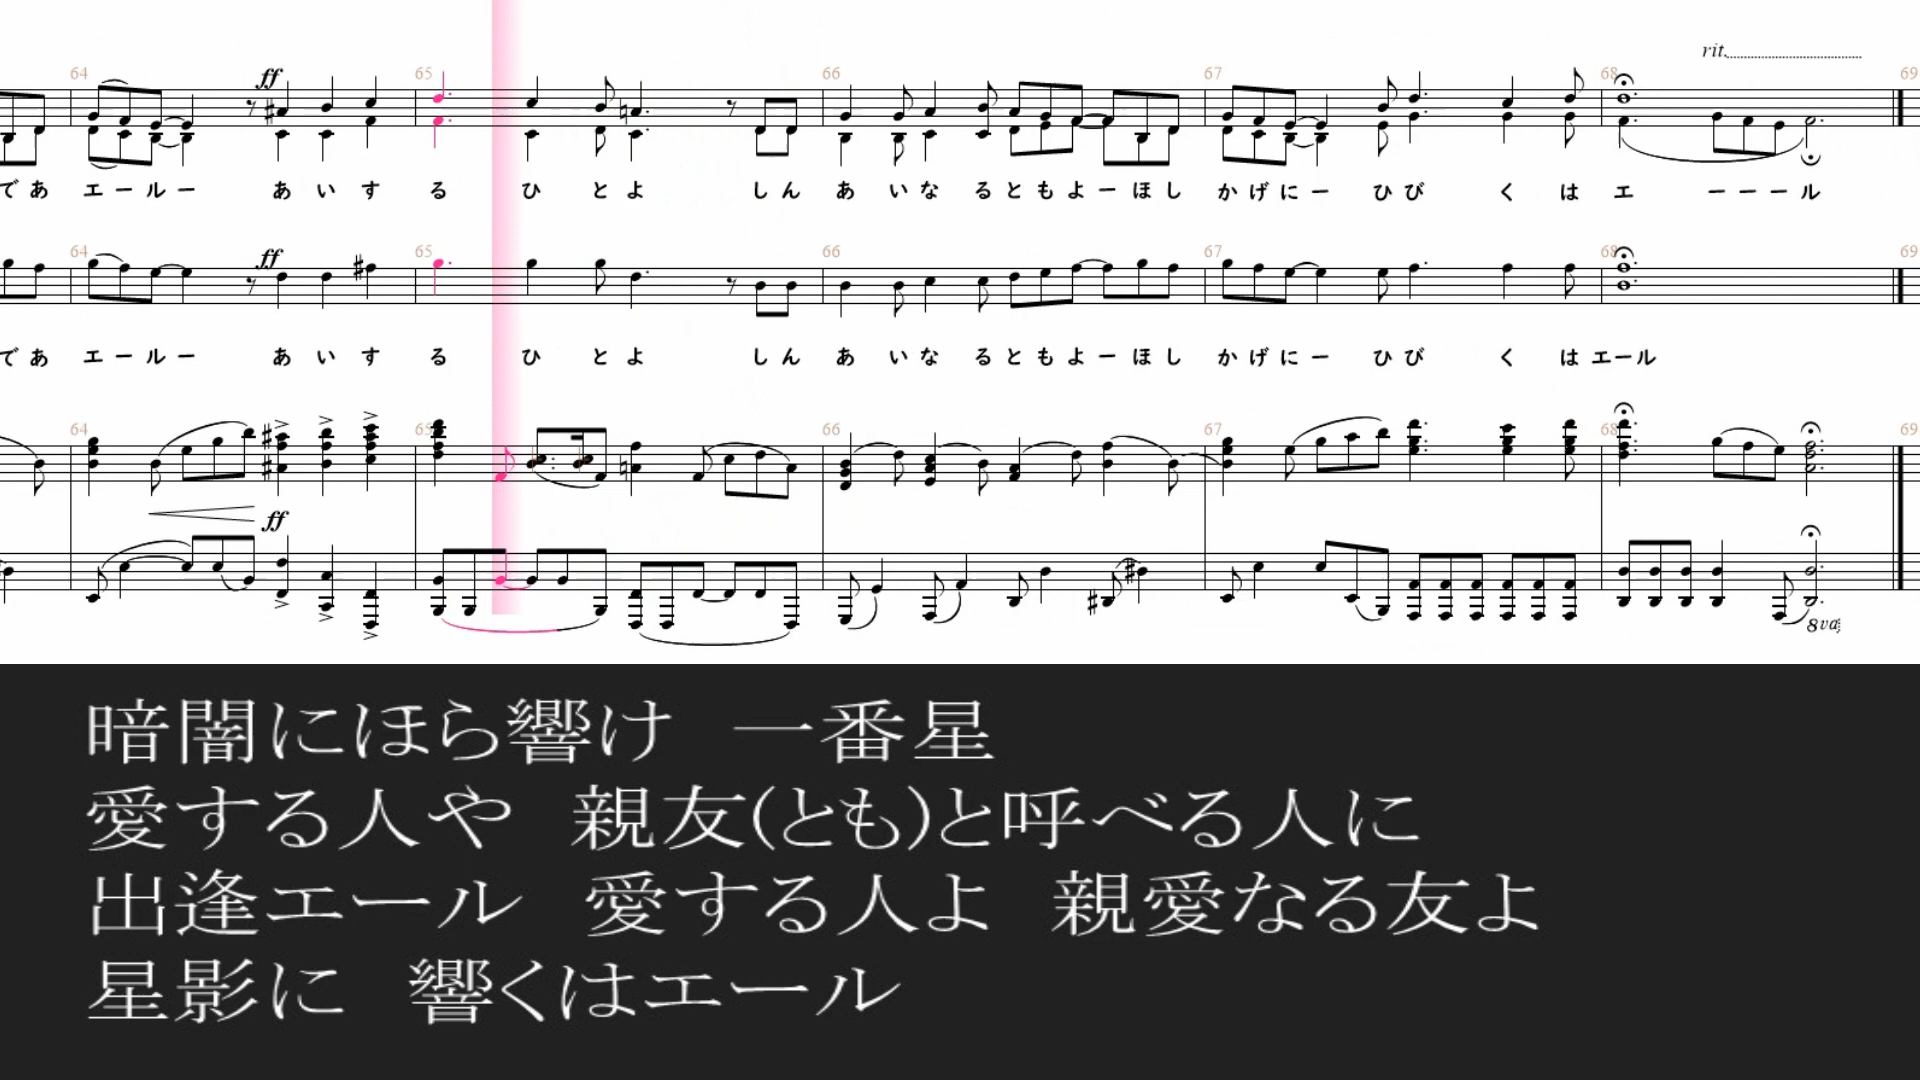 rit.
64 ff 65 66 67 68 69
で あ エ ー ル ー あ い す る ひ と よ し ん あ い な る と も よ ー ほ し か げ に ー ひ び く は エ ー ー ー ル
64 ff 65 66 67 68 69
で あ エ ー ル ー あ い す る ひ と よ し ん あ い な る と も よ ー ほ し か げ に ー ひ び く は エ ー ル
64 65 66 67 68 69
ff
8va
暗闇にほら響け　一番星
愛する人や　親友(とも)と呼べる人に
出逢エール　愛する人よ　親愛なる友よ
星影に　響くはエール